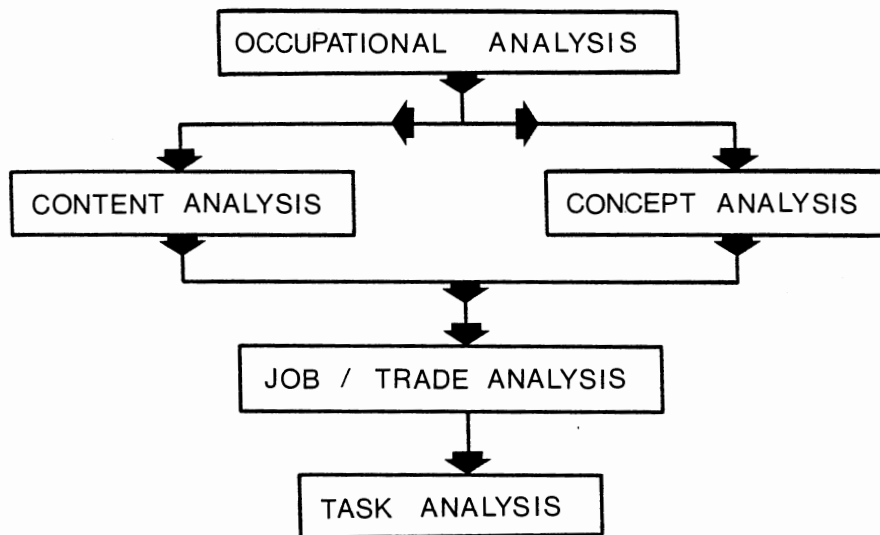 OCCUPATIONAL ANALYSIS
CONTENT ANALYSIS
CONCEPT ANALYSIS
JOB / TRADE ANALYSIS
TASK ANALYSIS